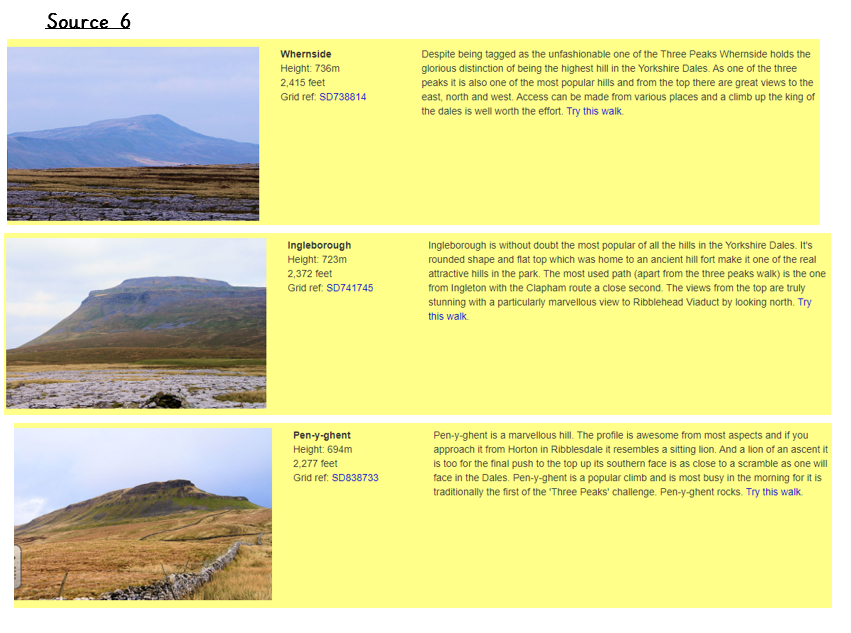 Source 6
Whernside
Height: 736m
2,415 feet
Grid ref: SD738814
Despite being tagged as the unfashionable one of the Three Peaks Whernside holds the
glorious distinction of being the highest hill in the Yorkshire Dales. As one of the three
peaks it is also one of the most popular hills and from the top there are great views to the
east, north and west. Access can be made from various places and a climb up the king of
the dales is well worth the effort. Try this walk.
Ingleborough
Height: 723m
2,372 feet
Grid ref: SD741745
Ingleborough is without doubt the most popular of all the hills in the Yorkshire Dales. It's
rounded shape and flat top which was home to an ancient hill fort make it one of the real
attractive hills in the park. The most used path (apart from the three peaks walk) is the one
from Ingleton with the Clapham route a close second. The views from the top are truly
stunning with a particularly marvellous view to Ribblehead Viaduct by looking north. Try
this walk.
Pen-y-ghent
Height: 694m
2,277 feet
Grid ref: SD838733
Pen-y-ghent is a marvellous hill. The profile is awesome from most aspects and if you
approach it from Horton in Ribblesdale it resembles a sitting lion. And a lion of an ascent it
is too for the final push to the top up its southern face is as close to a scramble as one will
face in the Dales. Pen-y-ghent is a popular climb and is most busy in the morning for it is
traditionally the first of the 'Three Peaks' challenge. Pen-y-ghent rocks. Try this walk.